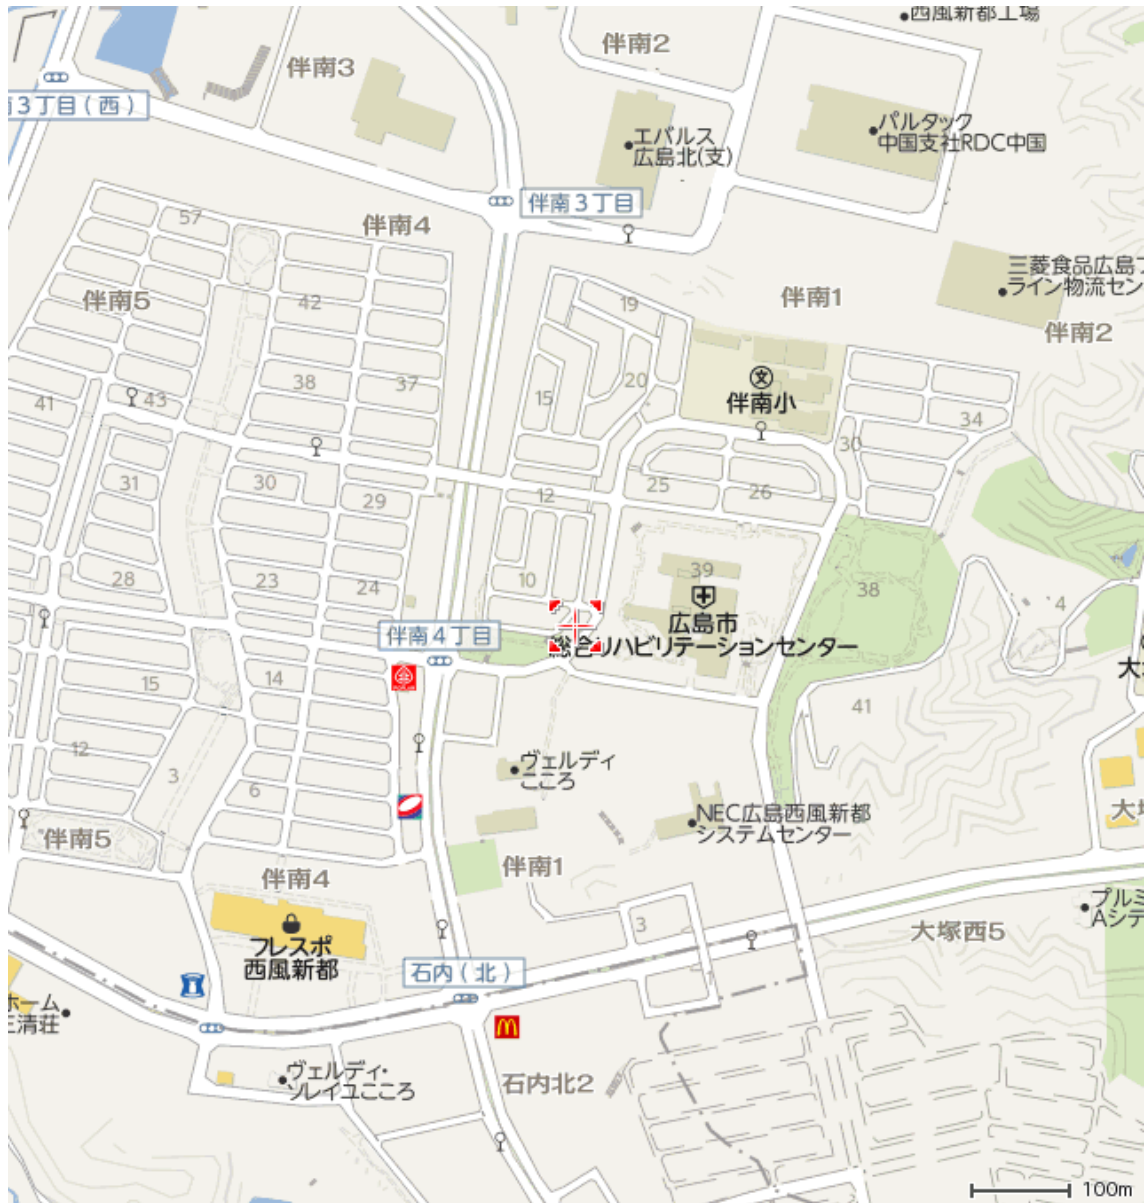 西風新都工場
伴南2
伴南3
南3丁目(西)
パルタック
中国支社RDC中国
エバルス
広島北(支)
伴南3丁目
57
伴南4
三菱食品広島フ
ライン物流セン
伴南1
伴南5
42
19
伴南2
38
37
20
15
41
43
伴南小
34
30
31
30
29
12
25
26
28
23
24
10
39
38
4
広島市
総合リハビリテーションセンター
伴南4丁目
POPLAR
15
14
41
12
3
6
ヴェルディ
こころ
NEC広島西風新都
システムセンター
伴南5
伴南4
伴南1
3
プルミ
Aシテ
大塚西5
フレスポ
西風新都
石内(北)
ホーム
三清荘
ヴェルディ・
ソレイユこころ
石内北2
100m